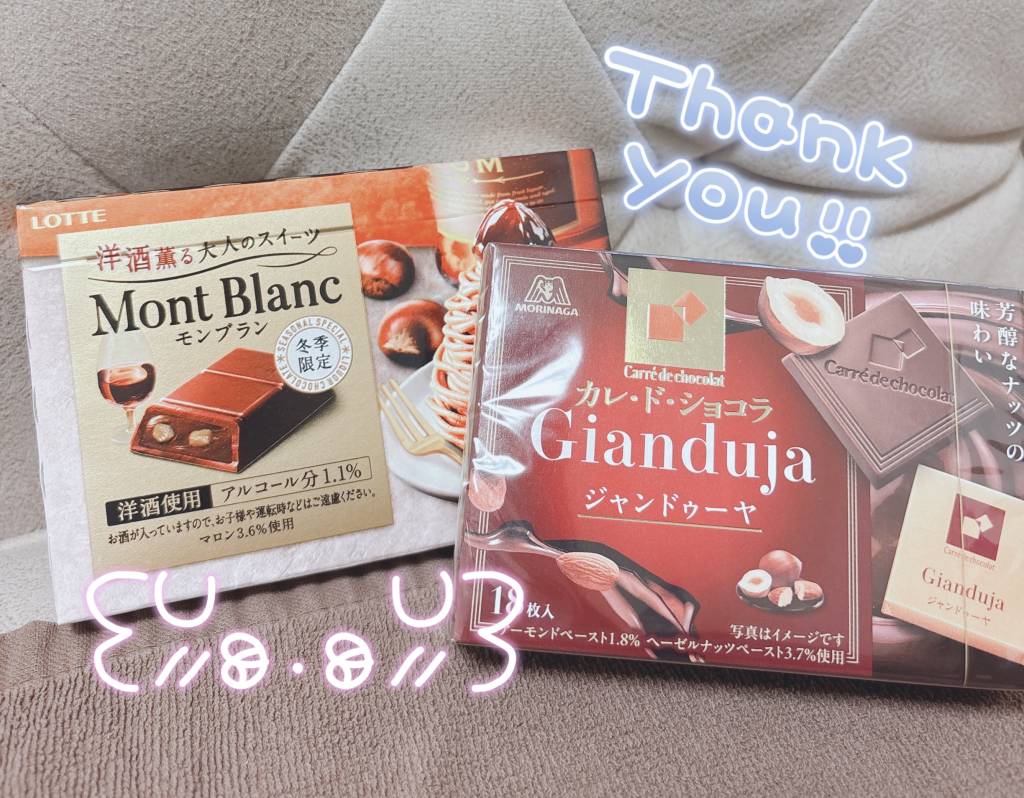 Thank
you!!
LOTTE
洋酒薫る大人のスイーツ
Mont Blanc
モンブラン
SEASONAL SPECIAL
冬季
限定
LIQUOR CHOCOLATE
洋酒使用
アルコール分1.1%
お酒が入っていますので、お子様や運転時などはご遠慮ください。
マロン3.6%使用
MORINAGA
Carré de chocolat
カレ・ド・ショコラ
Gianduja
ジャンドゥーヤ
芳醇なナッツの
味わい
Carré de chocolat
Carré de chocolat
Gianduja
ジャンドゥーヤ
18枚入
写真はイメージです
ーモンドペースト1.8% ヘーゼルナッツペースト3.7%使用